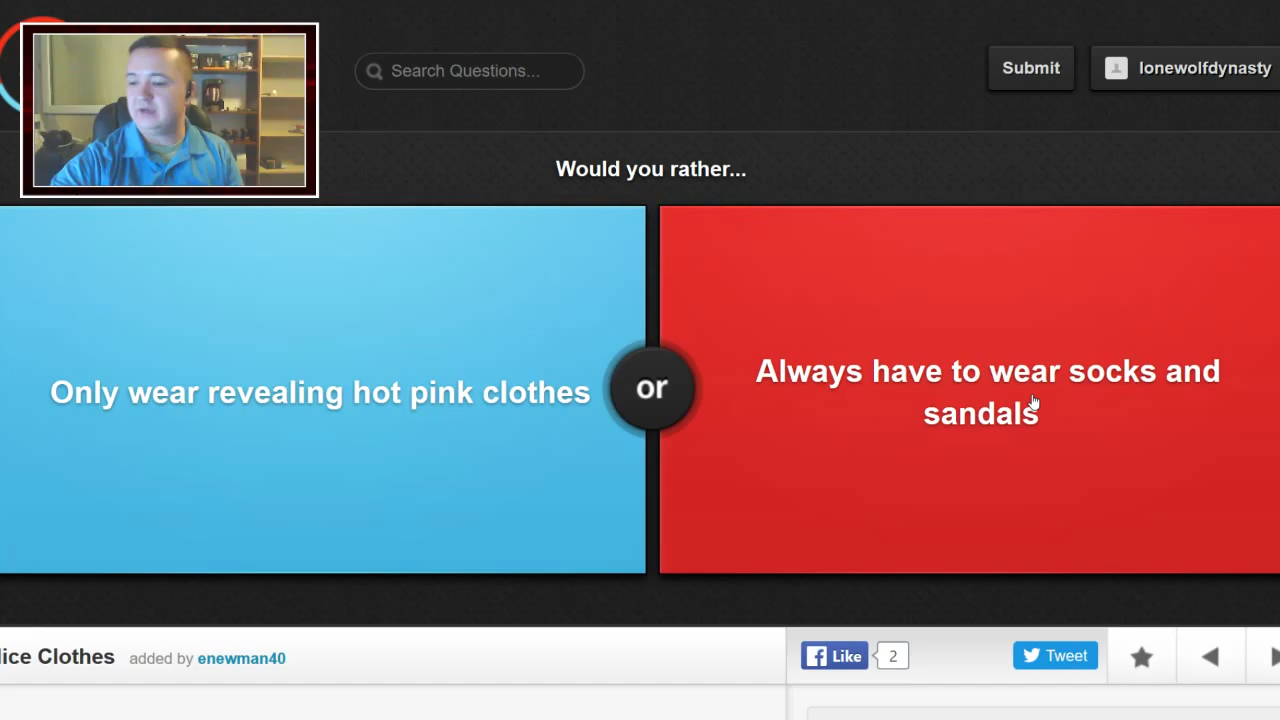 Search Questions...
Submit
lonewolfdynasty
Would you rather...
Only wear revealing hot pink clothes
or
Always have to wear socks and
sandals
Clothes
added by enewman40
Like
2
Tweet